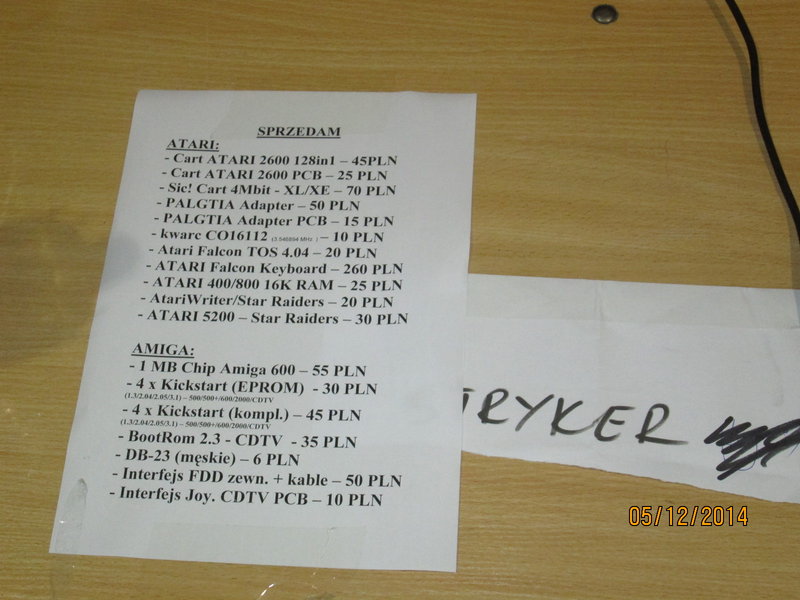 SPRZEDAM
ATARI:
- Cart ATARI 2600 128in1 – 45PLN
- Cart ATARI 2600 PCB – 25 PLN
- Sic! Cart 4Mbit - XL/XE – 70 PLN
- PALGTIA Adapter – 50 PLN
- PALGTIA Adapter PCB – 15 PLN
- kwarc CO16112 (3.546894 MHz ) – 10 PLN
- Atari Falcon TOS 4.04 – 20 PLN
- ATARI Falcon Keyboard – 260 PLN
- ATARI 400/800 16K RAM – 25 PLN
- AtariWriter/Star Raiders – 20 PLN
- ATARI 5200 – Star Raiders – 30 PLN
AMIGA:
- 1 MB Chip Amiga 600 – 55 PLN
- 4 x Kickstart (EPROM) - 30 PLN
(1.3/2.04/2.05/3.1) – 500/500+/600/2000/CDTV
- 4 x Kickstart (kompl.) – 45 PLN
(1.3/2.04/2.05/3.1) – 500/500+/600/2000/CDTV
- BootRom 2.3 - CDTV - 35 PLN
- DB-23 (męskie) – 6 PLN
- Interfejs FDD zewn. + kable – 50 PLN
- Interfejs Joy. CDTV PCB – 10 PLN
TRYKER
05/12/2014